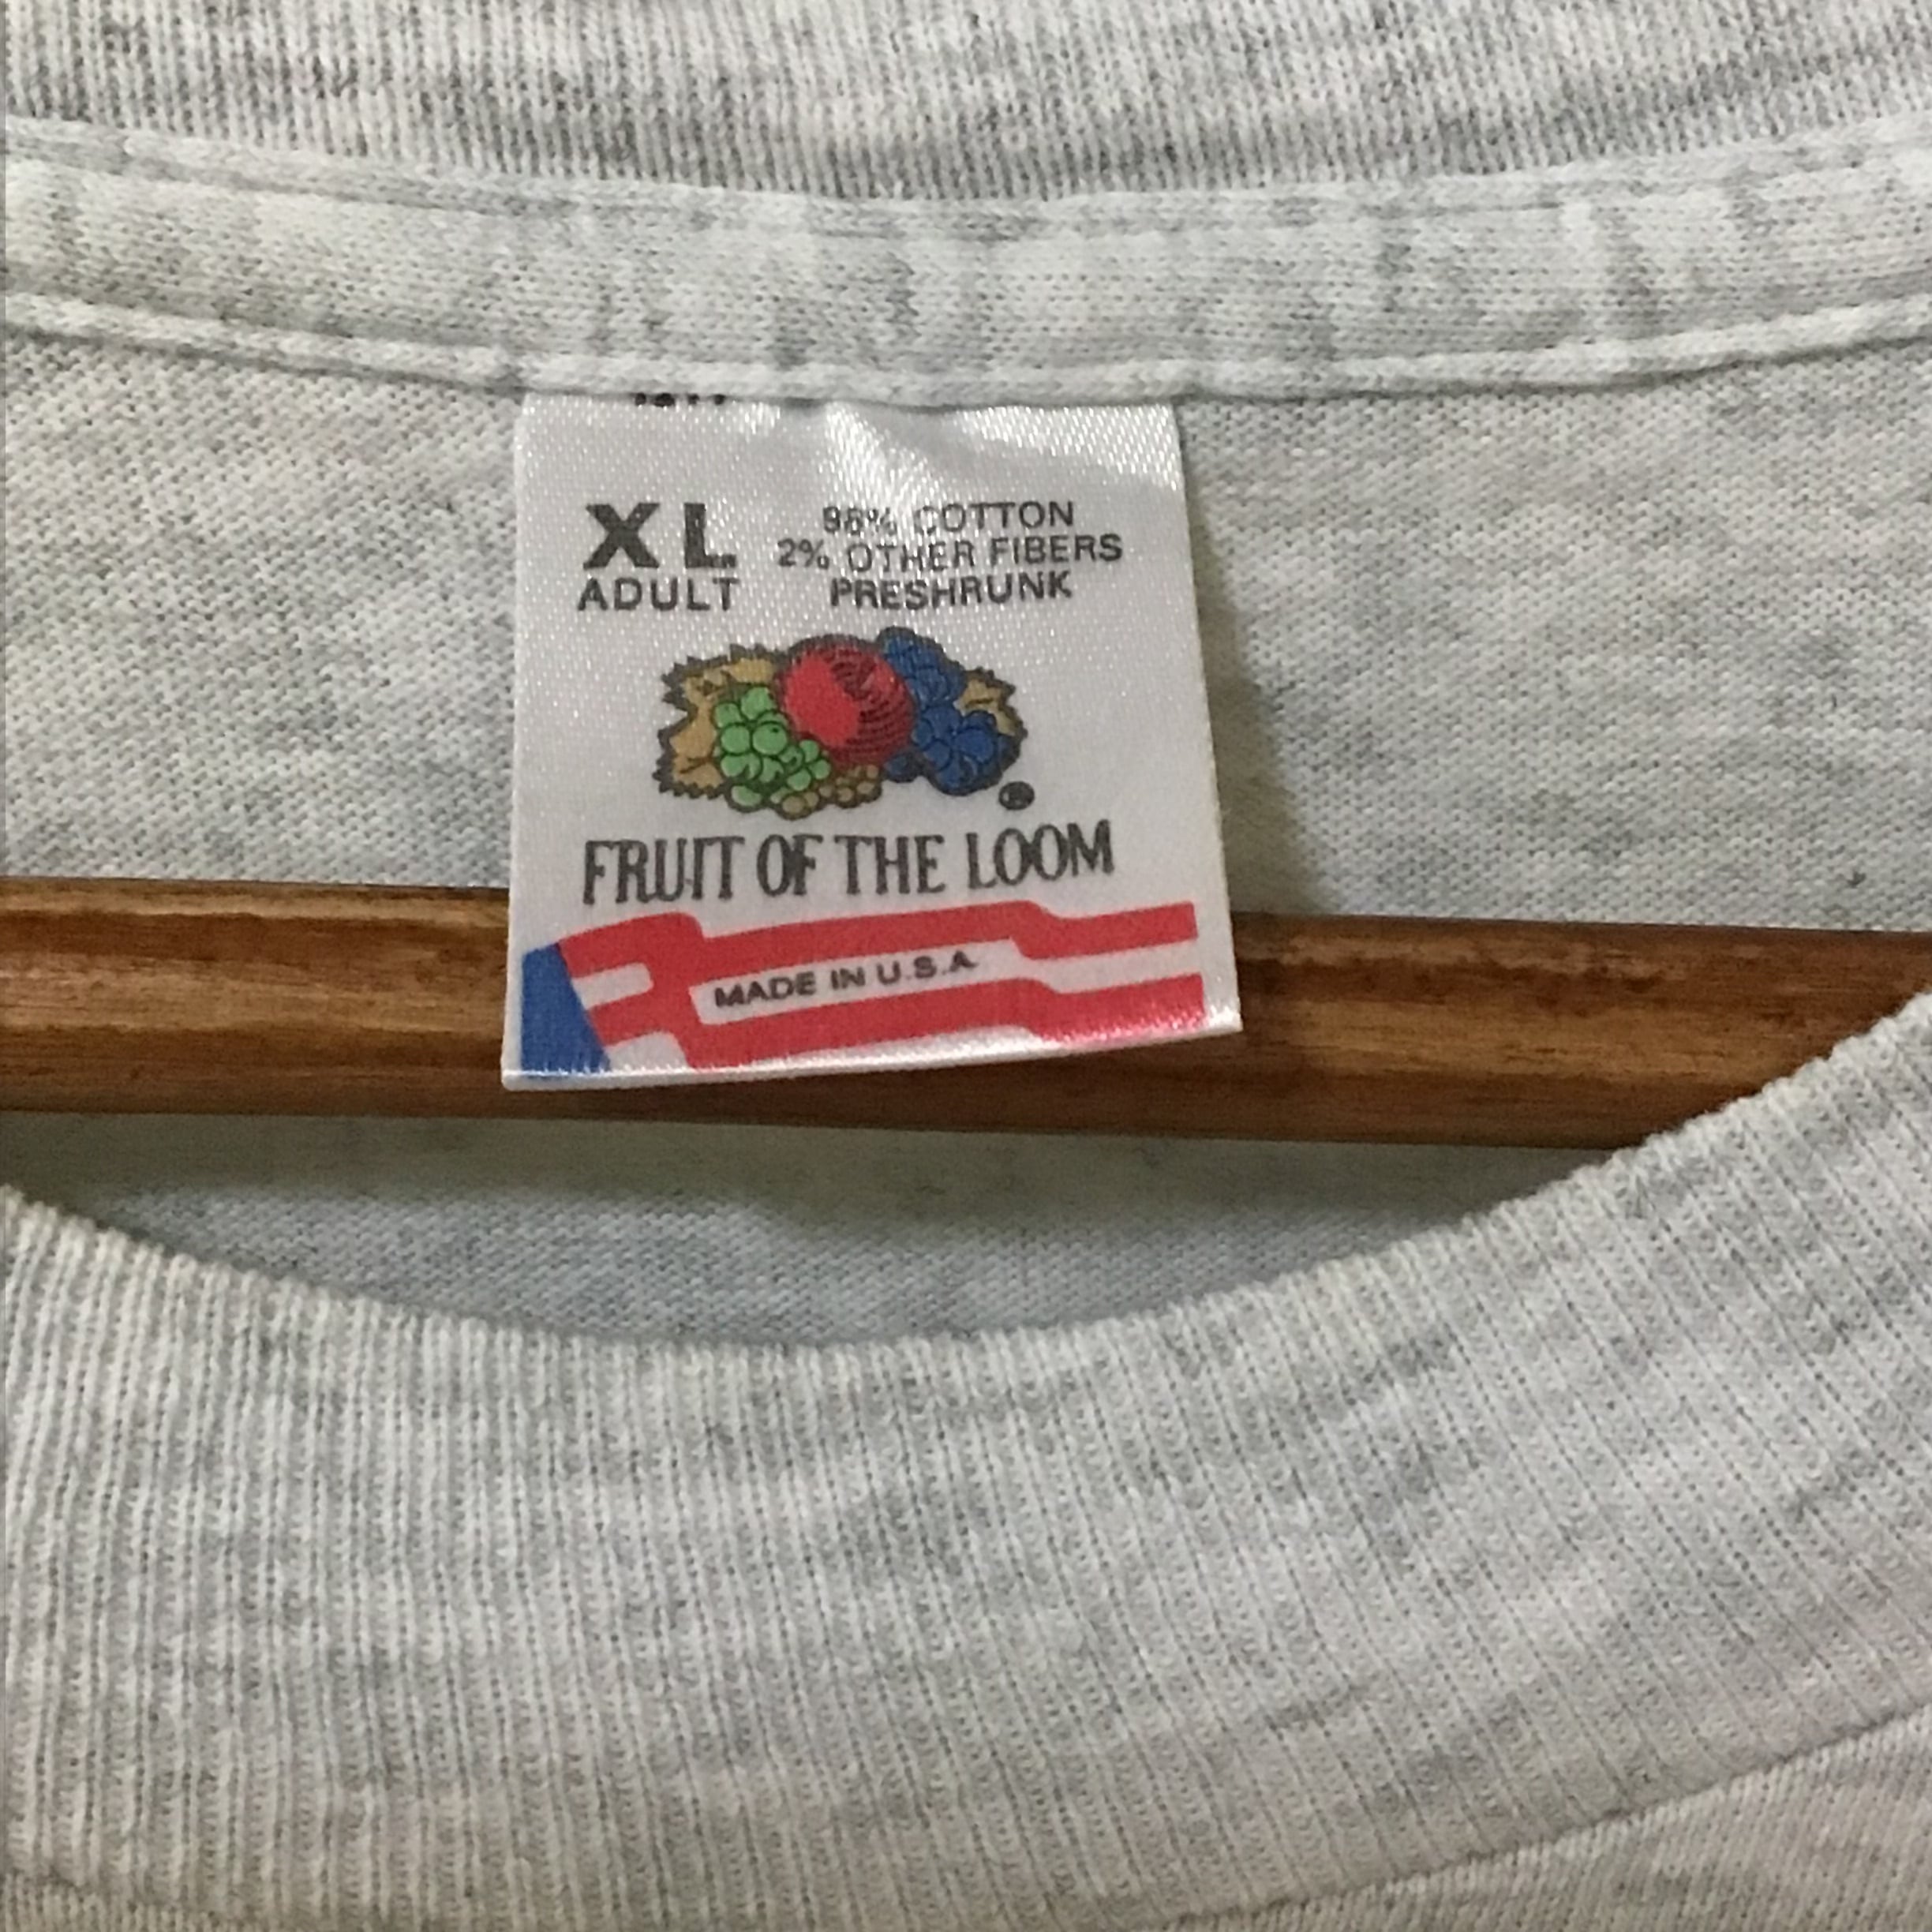 XL
ADULT
98% COTTON
2% OTHER FIBERS
PRESHRUNK
®
FRUIT OF THE LOOM
MADE IN U.S.A.